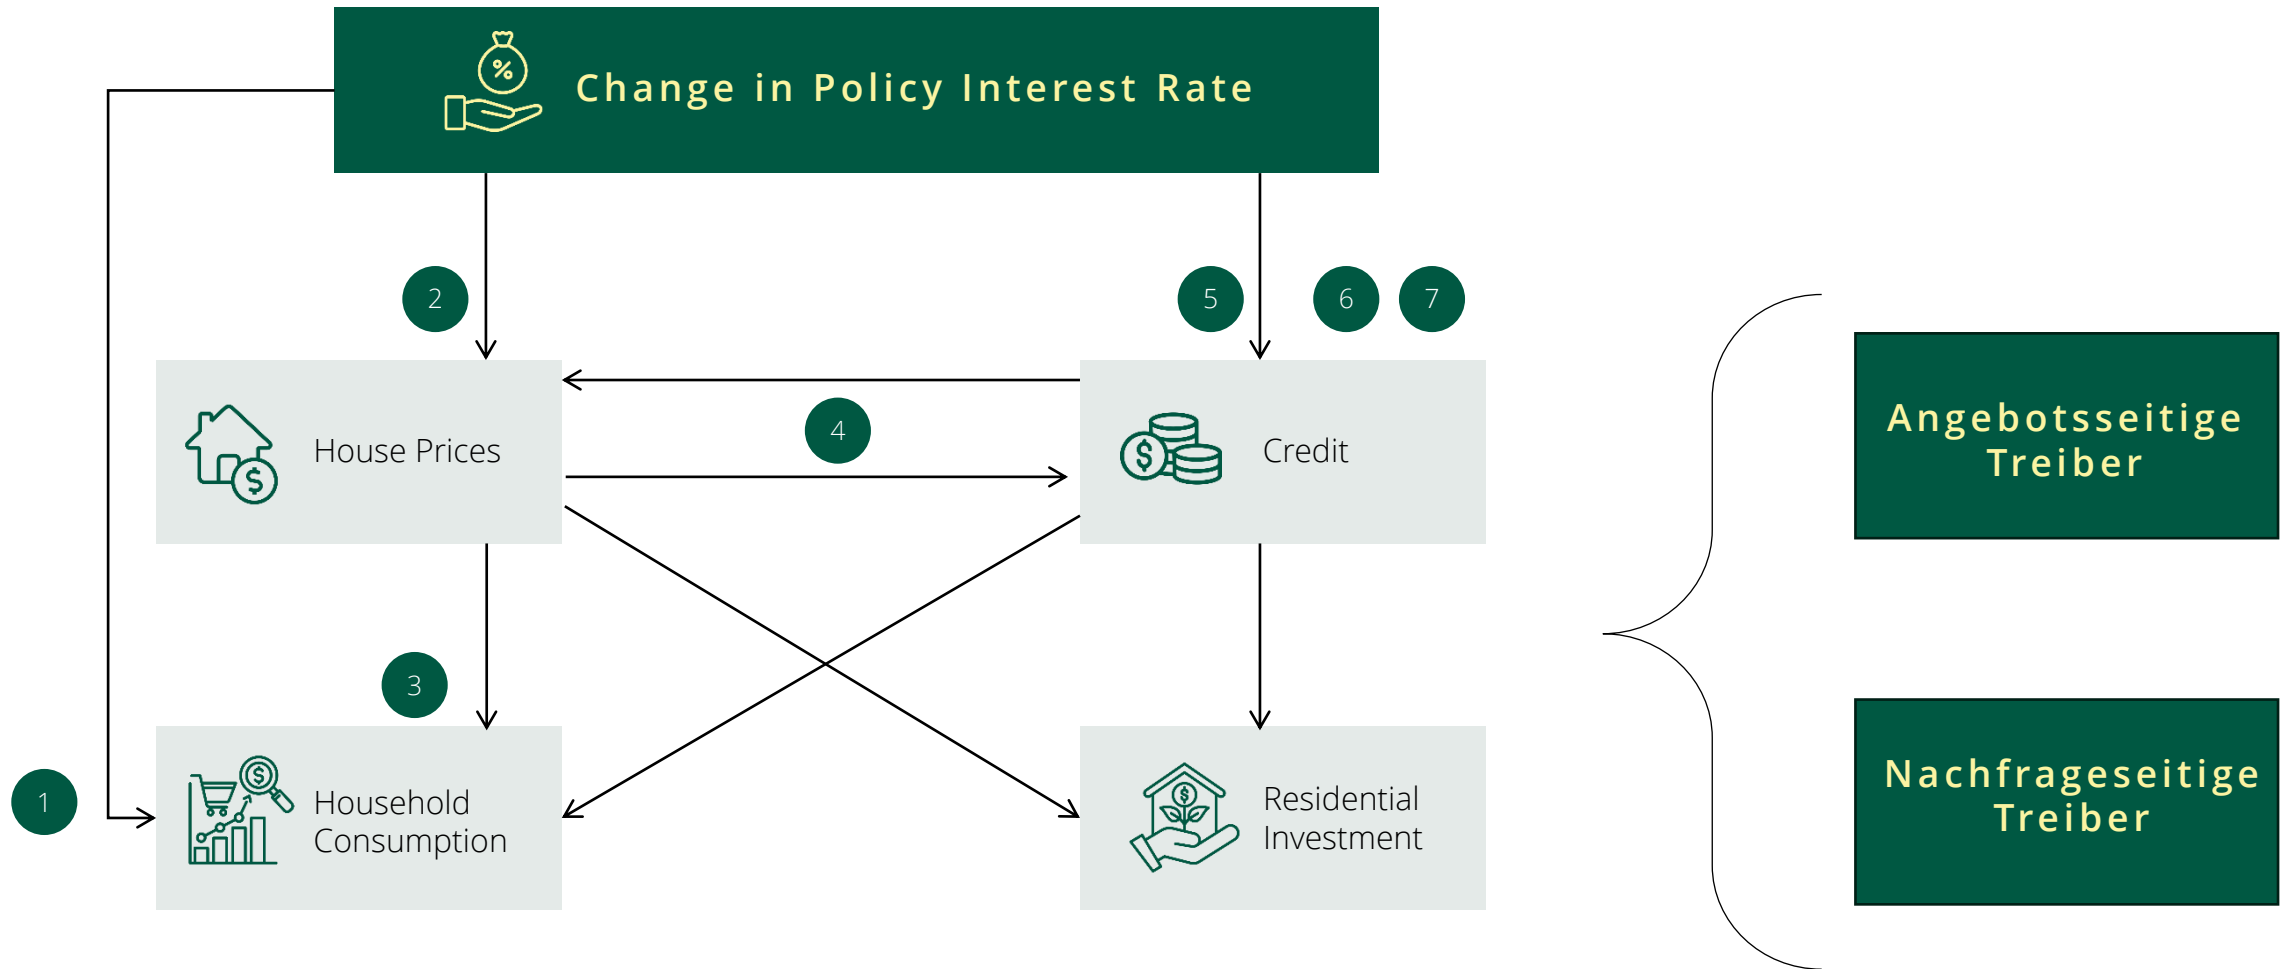 Change in Policy Interest Rate
2
5
6
7
House Prices
4
Credit
3
1
Household
Consumption
Residential
Investment
Angebotsseitige
Treiber
Nachfrageseitige
Treiber